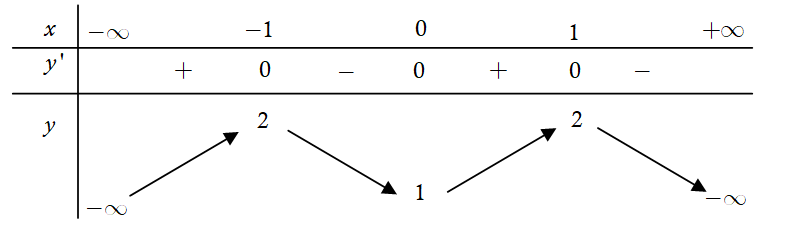 x −∞ −1 0 1 +∞
y' + 0 − 0 + 0 −
y 2 2
1
−∞ −∞